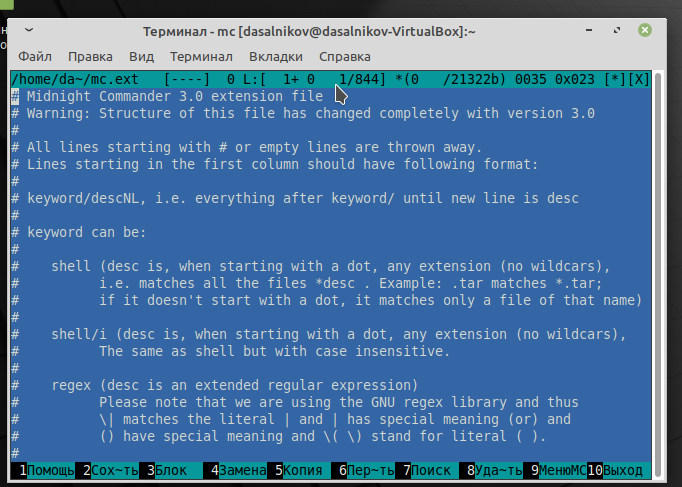 Терминал - mc [dasalnikov@dasalnikov-VirtualBox]:~
Файл Правка Вид Терминал Вкладки Справка
/home/da~/mc.ext [----] 0 L:[ 1+ 0 1/844] *(0 /21322b) 0035 0x023 [*][X]
# Midnight Commander 3.0 extension file
# Warning: Structure of this file has changed completely with version 3.0
#
# All lines starting with # or empty lines are thrown away.
# Lines starting in the first column should have following format:
#
# keyword/descNL, i.e. everything after keyword/ until new line is desc
#
# keyword can be:
#
#    shell (desc is, when starting with a dot, any extension (no wildcars),
#          i.e. matches all the files *desc . Example: .tar matches *.tar;
#          if it doesn't start with a dot, it matches only a file of that name)
#
#    shell/i (desc is, when starting with a dot, any extension (no wildcars),
#          The same as shell but with case insensitive.
#
#    regex (desc is an extended regular expression)
#          Please note that we are using the GNU regex library and thus
#          \| matches the literal | and | has special meaning (or) and
#          () have special meaning and \( \) stand for literal ( ).
#
1Помощь 2Сох~ть 3Блок 4Замена 5Копия 6Пер~ть 7Поиск 8Уда~ть 9МенюMC 10Выход